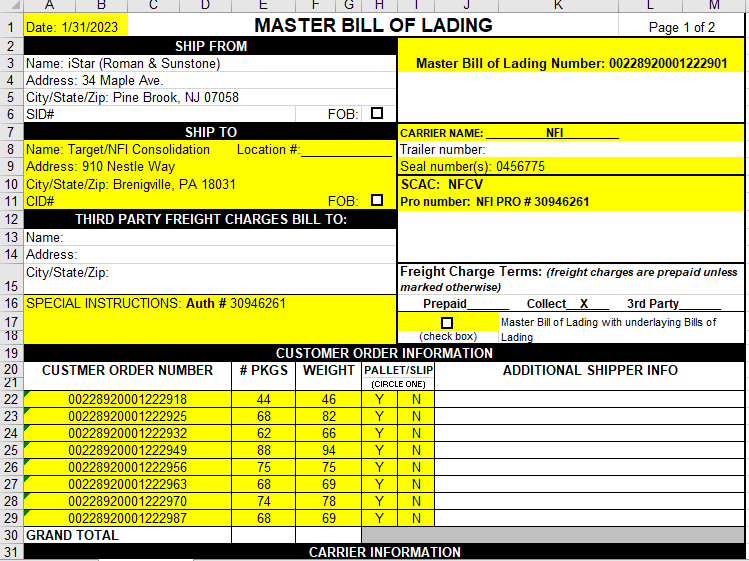 A B C D E F G H I J K L M
1 Date: 1/31/2023 MASTER BILL OF LADING Page 1 of 2
2 SHIP FROM
3 Name: iStar (Roman & Sunstone) Master Bill of Lading Number: 00228920001222901
4 Address: 34 Maple Ave.
5 City/State/Zip: Pine Brook, NJ 07058
6 SID# FOB:
7 SHIP TO CARRIER NAME: NFI
8 Name: Target/NFI Consolidation Location #: Trailer number:
9 Address: 910 Nestle Way Seal number(s): 0456775
10 City/State/Zip: Brenigville, PA 18031 SCAC: NFCV
11 CID# FOB: Pro number: NFI PRO # 30946261
12 THIRD PARTY FREIGHT CHARGES BILL TO:
13 Name:
14 Address:
City/State/Zip: Freight Charge Terms: (freight charges are prepaid unless
15 marked otherwise)
16 SPECIAL INSTRUCTIONS: Auth # 30946261 Prepaid______ Collect__X__ 3rd Party______
17 Master Bill of Lading with underlaying Bills of
18 (check box) Lading
19 CUSTOMER ORDER INFORMATION
20 CUSTMER ORDER NUMBER # PKGS WEIGHT PALLET/SLIP ADDITIONAL SHIPPER INFO
21 (CIRCLE ONE)
22 00228920001222918 44 46 Y N
23 00228920001222925 68 82 Y N
24 00228920001222932 62 66 Y N
25 00228920001222949 88 94 Y N
26 00228920001222956 75 75 Y N
27 00228920001222963 68 69 Y N
28 00228920001222970 74 78 Y N
29 00228920001222987 68 69 Y N
30 GRAND TOTAL
31 CARRIER INFORMATION